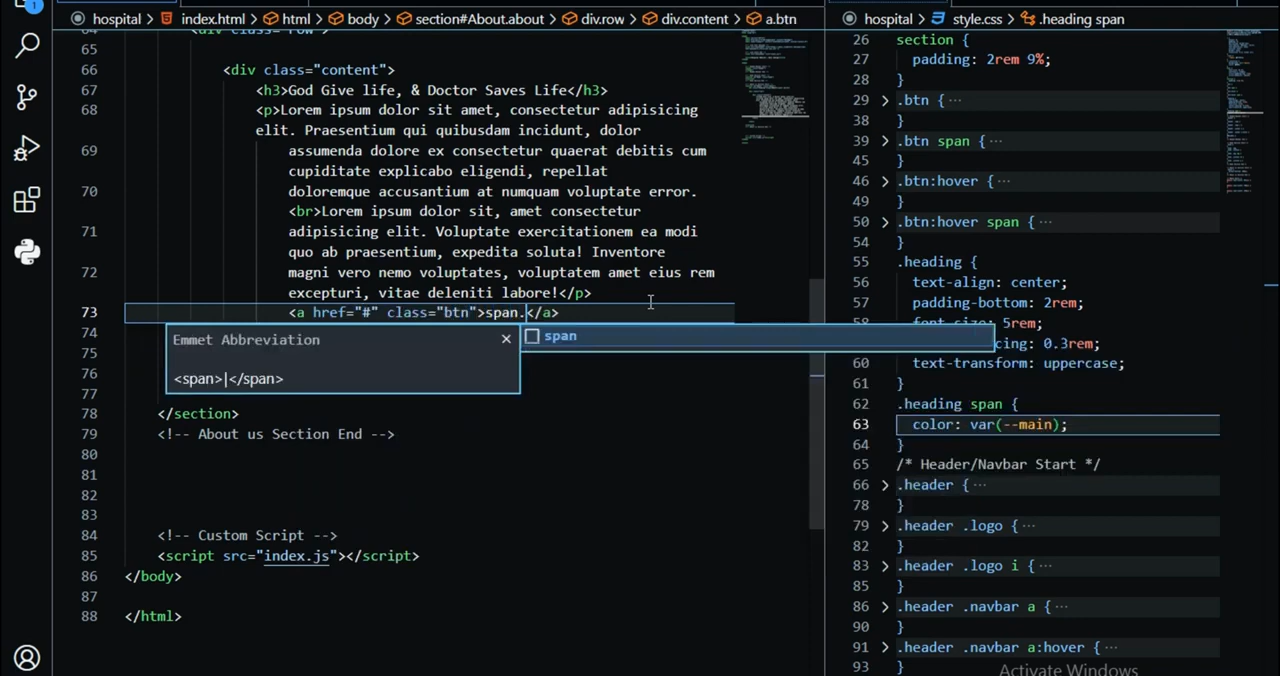 1
hospital > index.html > html > body > section#About.about > div.row > div.content > a.btn
64 <div class="row">
65
66 <div class="content">
67 <h3>God Give life, & Doctor Saves Life</h3>
68 <p>Lorem ipsum dolor sit amet, consectetur adipisicing
elit. Praesentium qui quibusdam incidunt, dolor
69 assumenda dolore ex consectetur quaerat debitis cum
cupiditate explicabo eligendi, repellat
70 doloremque accusantium at numquam voluptate error.
<br>Lorem ipsum dolor sit, amet consectetur
71 adipisicing elit. Voluptate exercitationem ea modi
quo ab praesentium, expedita soluta! Inventore
72 magni vero nemo voluptates, voluptatem amet eius rem
excepturi, vitae deleniti labore!</p>
73 <a href="#" class="btn">span.</a>
74
Emmet Abbreviation
span
75
76
<span>|</span>
77
78 </section>
79 <!-- About us Section End -->
80
81
82
83
84 <!-- Custom Script -->
85 <script src="index.js"></script>
86 </body>
87
88 </html>
hospital > style.css > .heading span
26 section {
27 padding: 2rem 9%;
28 }
29 > .btn { ···
38 }
39 > .btn span { ···
45 }
46 > .btn:hover { ···
49 }
50 > .btn:hover span { ···
54 }
55 .heading {
56 text-align: center;
57 padding-bottom: 2rem;
58 font-size: 5rem;
cing: 0.3rem;
60 text-transform: uppercase;
61 }
62 .heading span {
63 color: var(--main);
64 }
65 /* Header/Navbar Start */
66 > .header { ···
78 }
79 > .header .logo { ···
82 }
83 > .header .logo i { ···
85 }
86 > .header .navbar a { ···
90 }
91 > .header .navbar a:hover { ···
93 }
Activate Windows